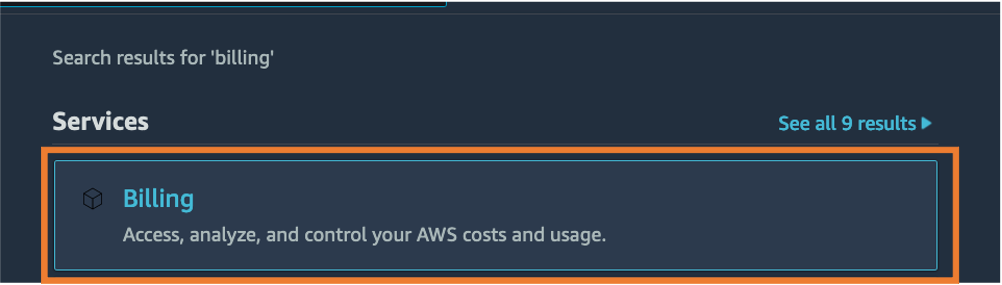 Search results for 'billing'
Services
See all 9 results
Billing
Access, analyze, and control your AWS costs and usage.